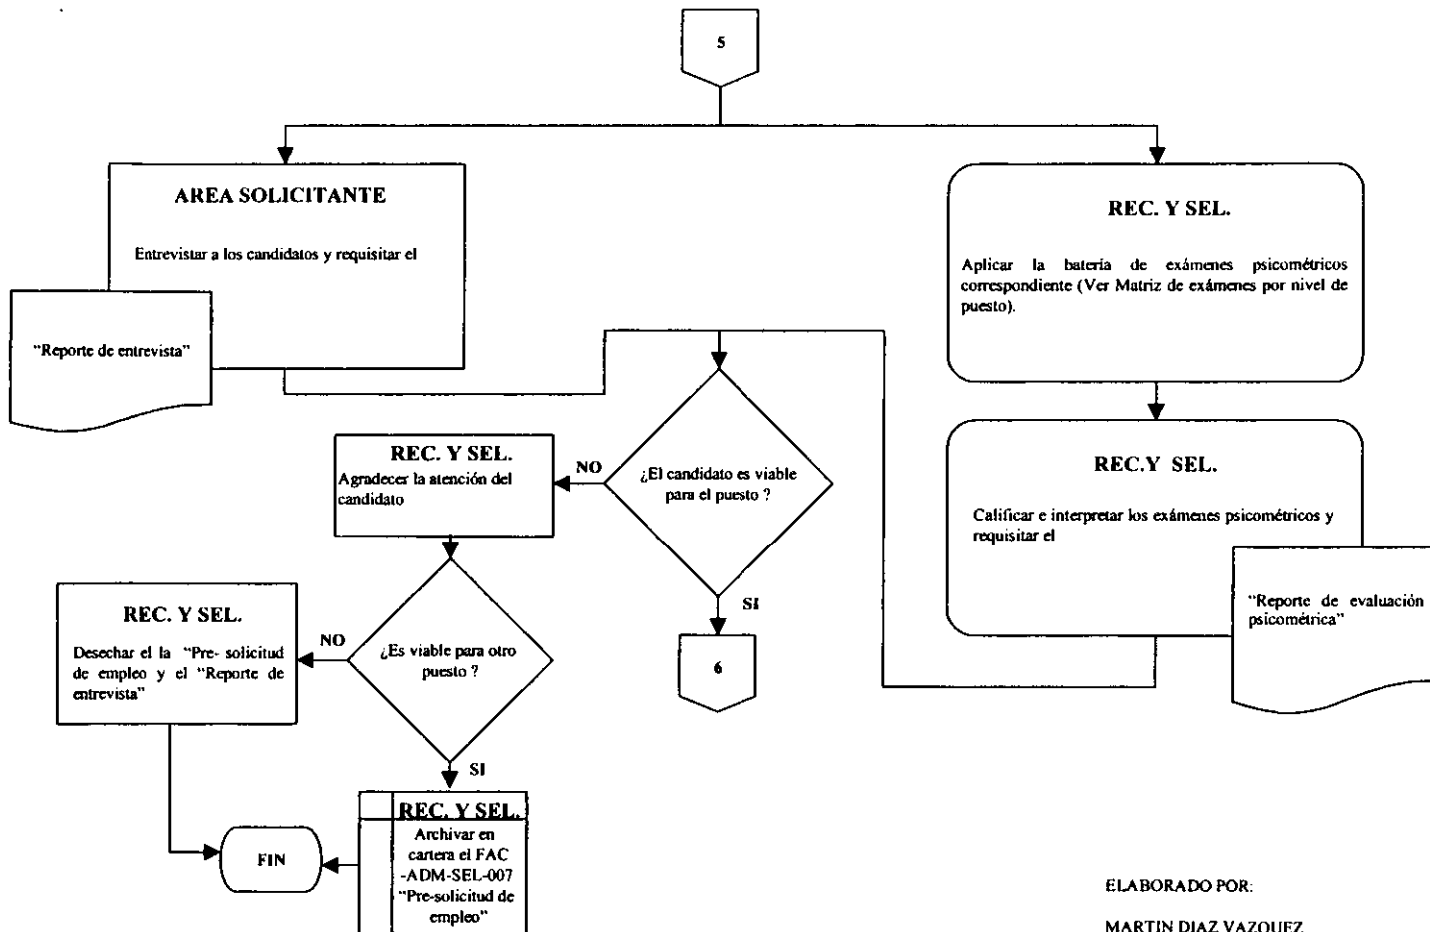 5
AREA SOLICITANTE
Entrevistar a los candidatos y requisitar el
"Reporte de entrevista"
REC. Y SEL.
Aplicar la batería de exámenes psicométricos
correspondiente (Ver Matriz de exámenes por nivel de
puesto).
REC.Y SEL.
Calificar e interpretar los exámenes psicométricos y
requisitar el
"Reporte de evaluación
psicométrica"
¿El candidato es viable
para el puesto ?
NO
SI
6
REC. Y SEL.
Agradecer la atención del
candidato
¿Es viable para otro
puesto ?
NO
SI
REC. Y SEL.
Desechar el la "Pre- solicitud
de empleo y el "Reporte de
entrevista"
REC. Y SEL.
Archivar en
cartera el FAC
-ADM-SEL-007
"Pre-solicitud de
empleo"
FIN
ELABORADO POR:
MARTIN DIAZ VAZQUEZ